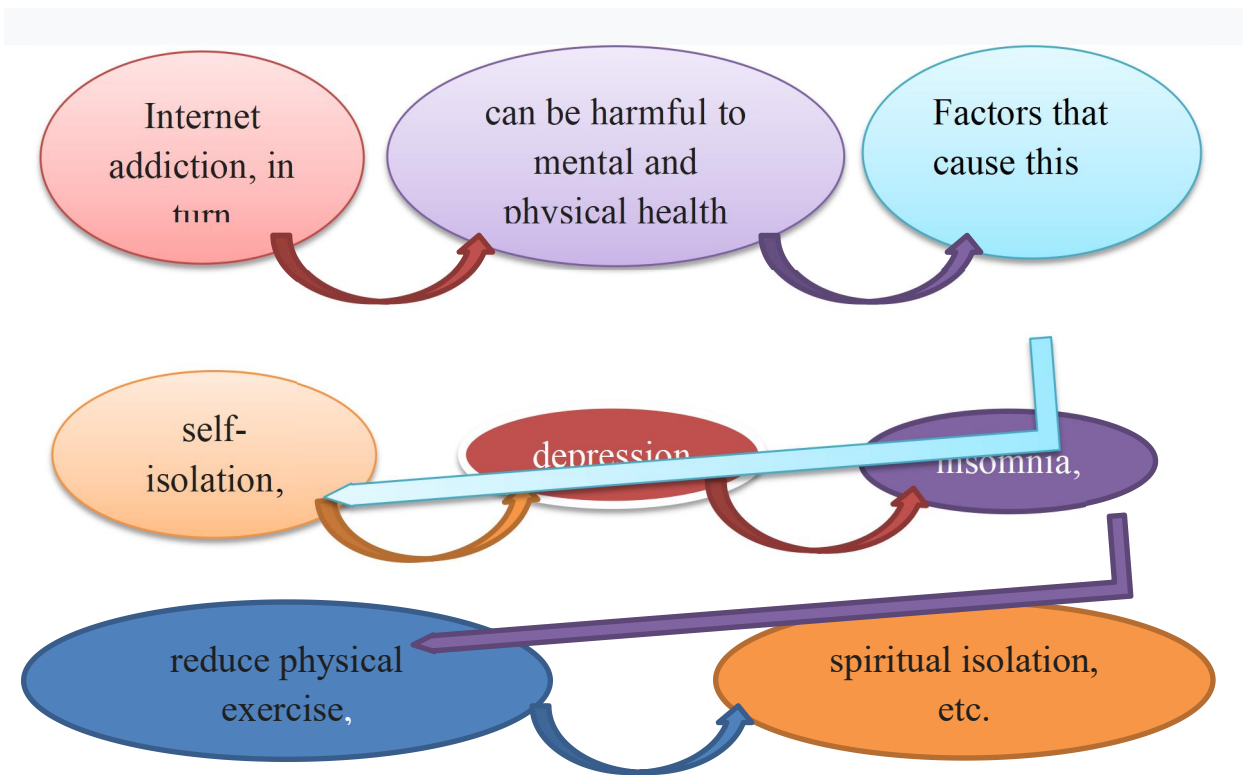 Internet
addiction, in
turn
can be harmful to
mental and
physical health
Factors that
cause this
self-
isolation,
depression
insomnia,
reduce physical
exercise,
spiritual isolation,
etc.